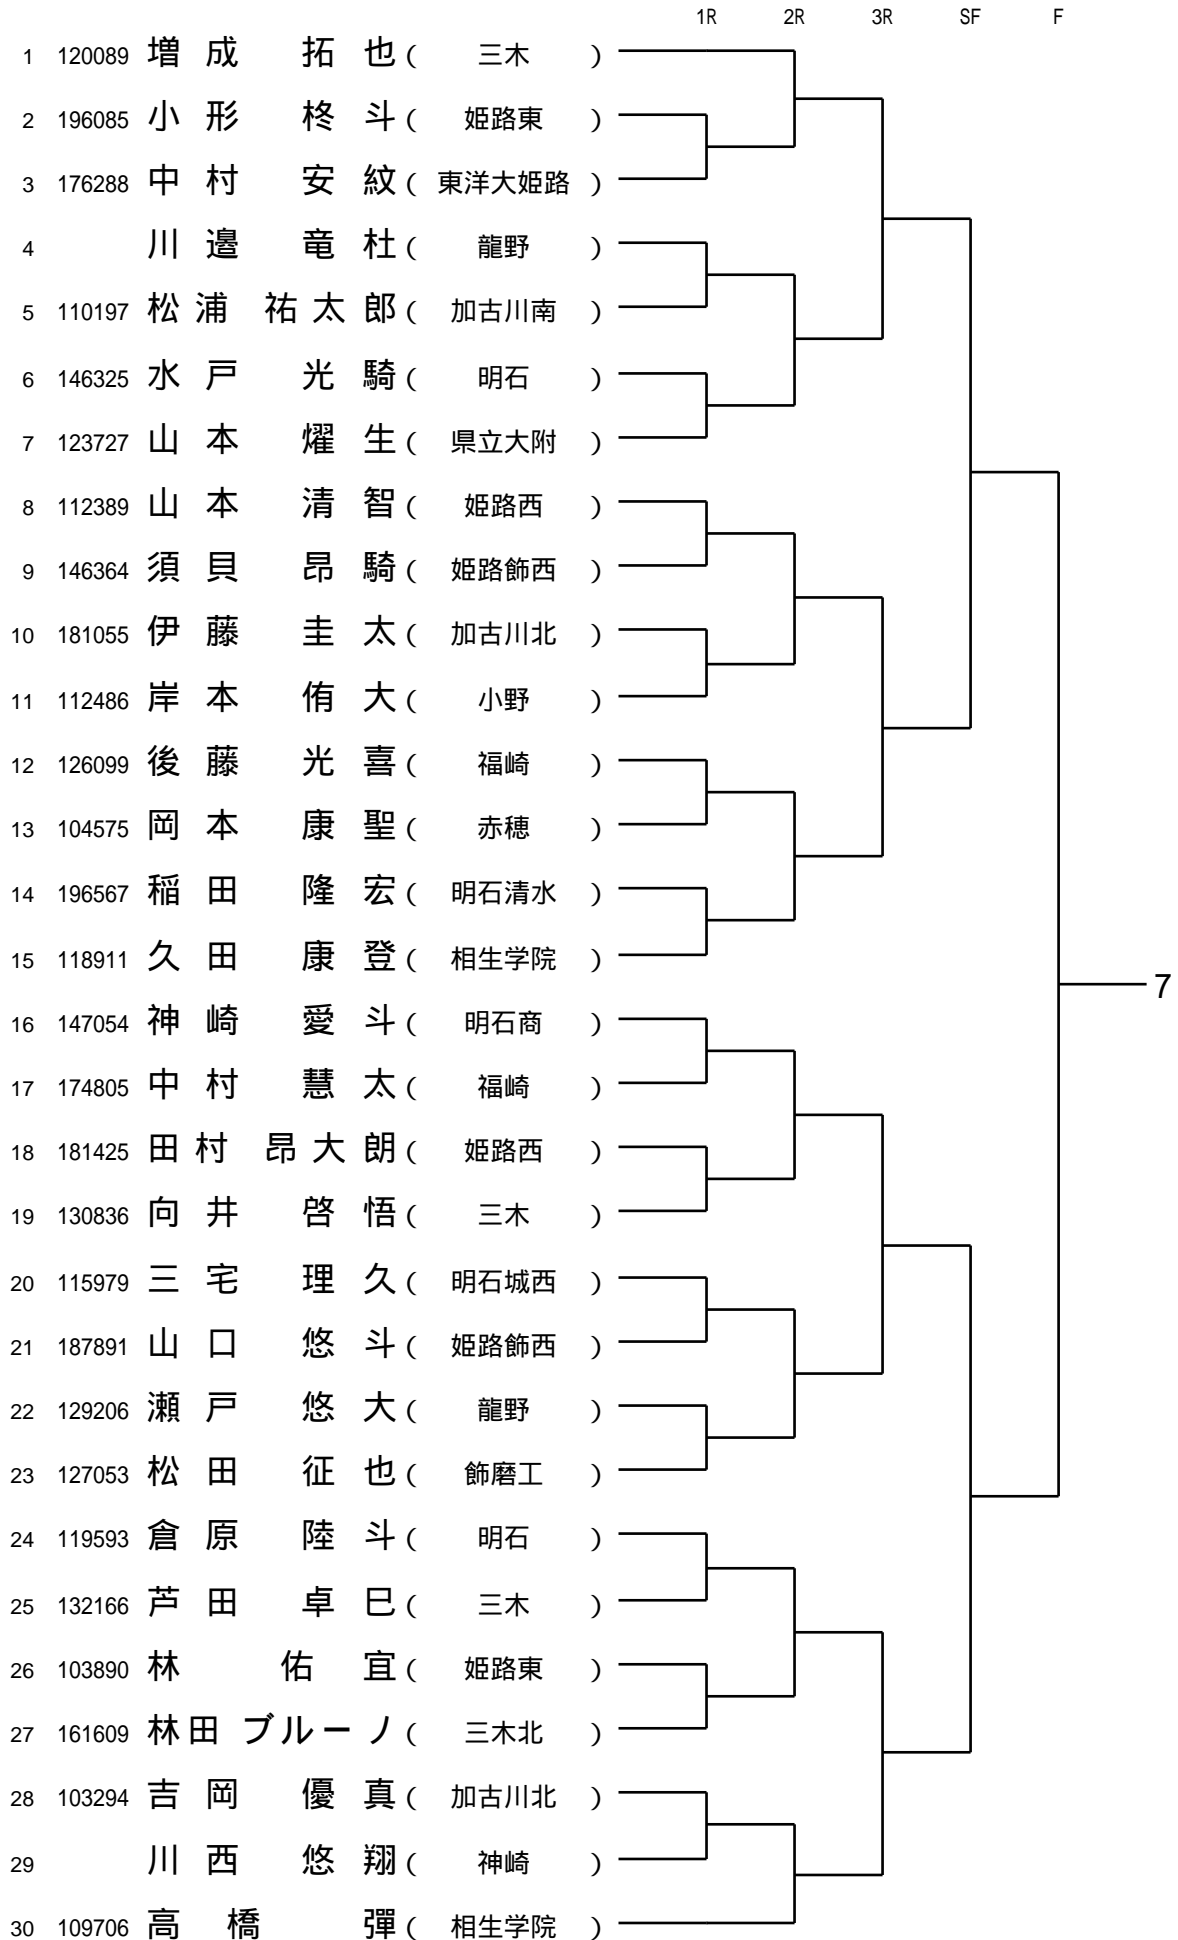 1R 2R 3R SF F
1 120089 増成 拓也 ( 三木 )
2 196085 小形 柊斗 ( 姫路東 )
3 176288 中村 安紋 ( 東洋大姫路 )
4 川邉 竜杜 ( 龍野 )
5 110197 松浦 祐太郎 ( 加古川南 )
6 146325 水戸 光騎 ( 明石 )
7 123727 山本 燿生 ( 県立大附 )
8 112389 山本 清智 ( 姫路西 )
9 146364 須貝 昂騎 ( 姫路飾西 )
10 181055 伊藤 圭太 ( 加古川北 )
11 112486 岸本 侑大 ( 小野 )
12 126099 後藤 光喜 ( 福崎 )
13 104575 岡本 康聖 ( 赤穂 )
14 196567 稲田 隆宏 ( 明石清水 )
15 118911 久田 康登 ( 相生学院 )
7
16 147054 神崎 愛斗 ( 明石商 )
17 174805 中村 慧太 ( 福崎 )
18 181425 田村 昂大朗 ( 姫路西 )
19 130836 向井 啓悟 ( 三木 )
20 115979 三宅 理久 ( 明石城西 )
21 187891 山口 悠斗 ( 姫路飾西 )
22 129206 瀬戸 悠大 ( 龍野 )
23 127053 松田 征也 ( 飾磨工 )
24 119593 倉原 陸斗 ( 明石 )
25 132166 芦田 卓巳 ( 三木 )
26 103890 林 佑宜 ( 姫路東 )
27 161609 林田 ブルーノ ( 三木北 )
28 103294 吉岡 優真 ( 加古川北 )
29 川西 悠翔 ( 神崎 )
30 109706 高橋 彈 ( 相生学院 )